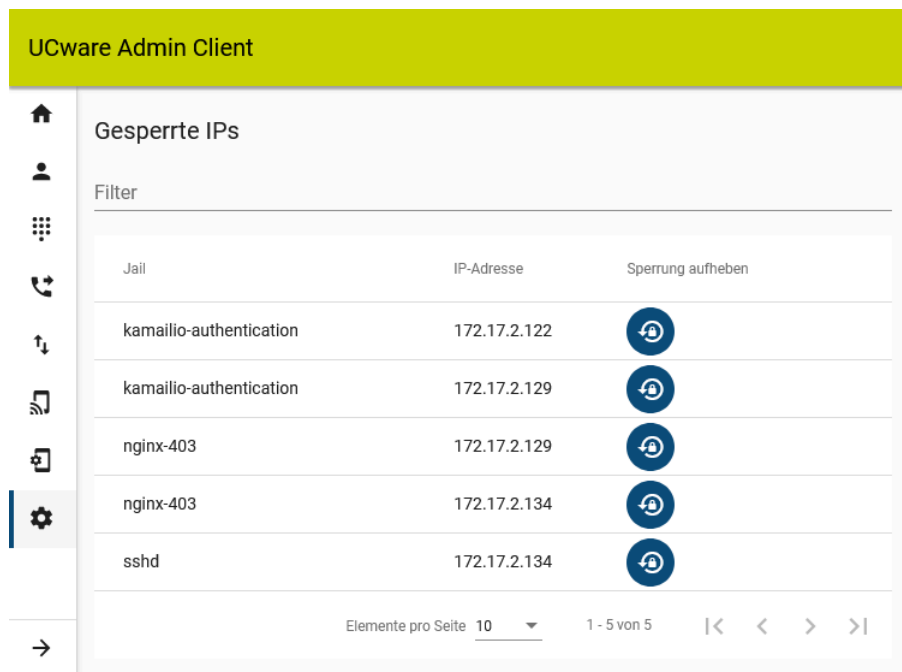 UCware Admin Client
Gesperrte IPs
Filter
Jail IP-Adresse Sperrung aufheben
kamailio-authentication 172.17.2.122
kamailio-authentication 172.17.2.129
nginx-403 172.17.2.129
nginx-403 172.17.2.134
sshd 172.17.2.134
Elemente pro Seite 10 1 - 5 von 5